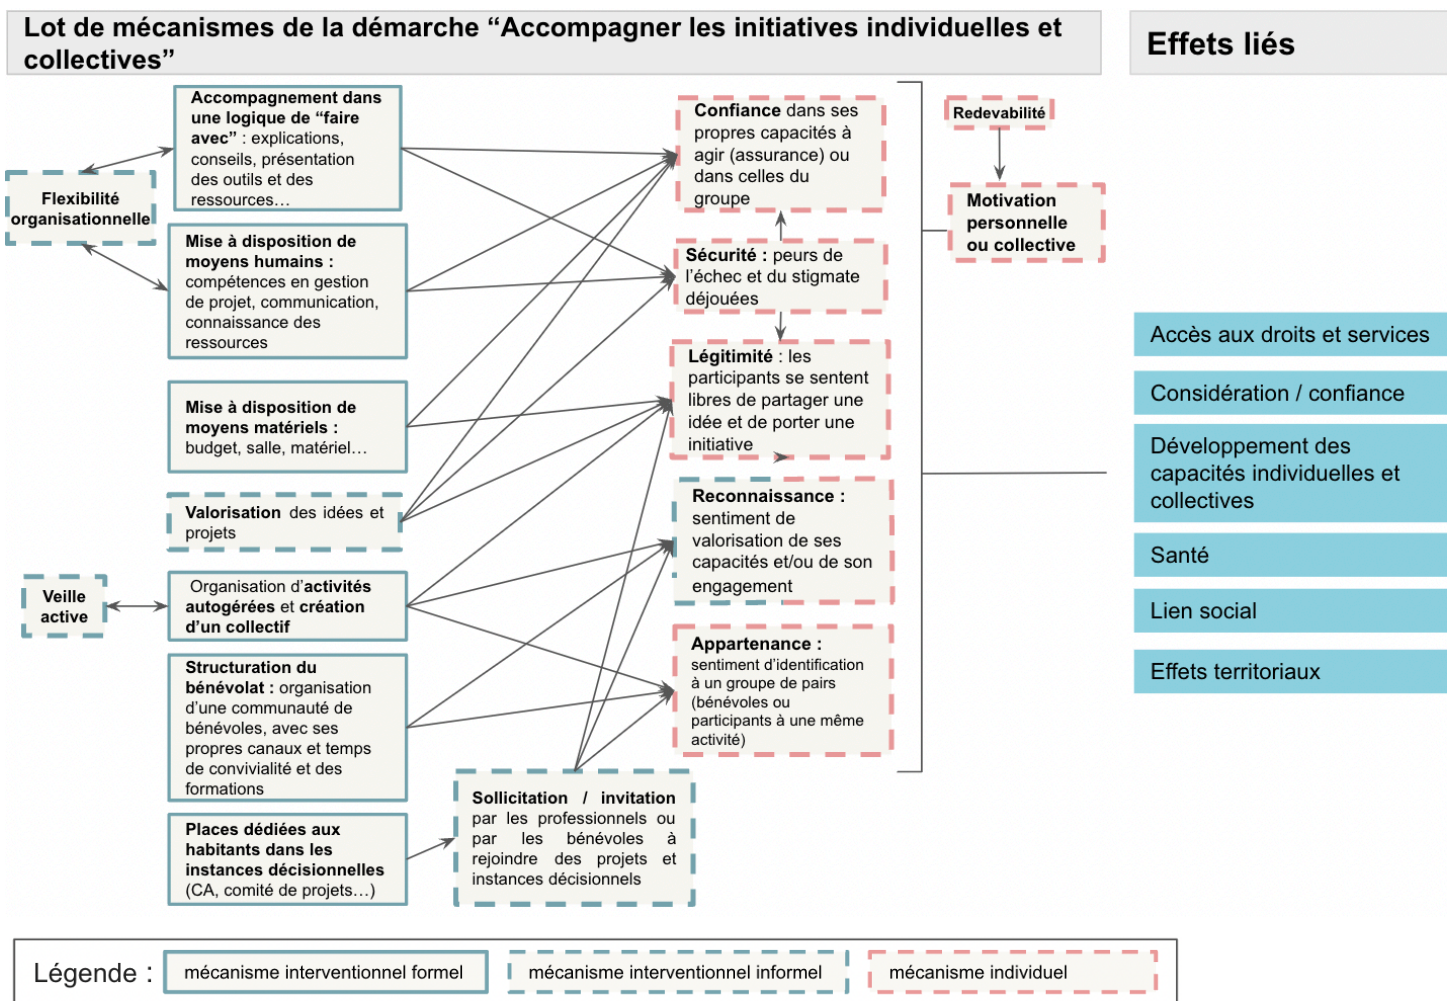 Lot de mécanismes de la démarche “Accompagner les initiatives individuelles et
collectives”
Effets liés
Accompagnement dans
une logique de “faire
avec” : explications,
conseils, présentation
des outils et des
ressources…
Flexibilité
organisationnelle
Mise à disposition de
moyens humains :
compétences en gestion
de projet, communication,
connaissance des
ressources
Mise à disposition de
moyens matériels :
budget, salle, matériel…
Valorisation des idées et
projets
Veille
active
Organisation d’activités
autogérées et création
d’un collectif
Structuration du
bénévolat : organisation
d’une communauté de
bénévoles, avec ses
propres canaux et temps
de convivialité et des
formations
Places dédiées aux
habitants dans les
instances décisionnelles
(CA, comité de projets…)
Sollicitation / invitation
par les professionnels ou
par les bénévoles à
rejoindre des projets et
instances décisionnels
Confiance dans ses
propres capacités à
agir (assurance) ou
dans celles du
groupe
Sécurité : peurs de
l’échec et du stigmate
déjouées
Légitimité : les
participants se sentent
libres de partager une
idée et de porter une
initiative
Reconnaissance :
sentiment de
valorisation de ses
capacités et/ou de son
engagement
Appartenance :
sentiment d’identification
à un groupe de pairs
(bénévoles ou
participants à une même
activité)
Redevabilité
Motivation
personnelle
ou collective
Accès aux droits et services
Considération / confiance
Développement des
capacités individuelles et
collectives
Santé
Lien social
Effets territoriaux
Légende :
mécanisme interventionnel formel
mécanisme interventionnel informel
mécanisme individuel